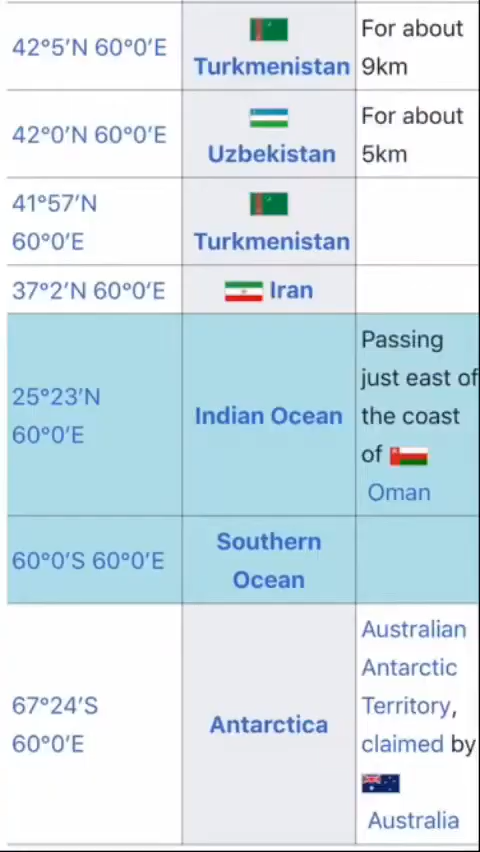 42°5′N 60°0′E
Turkmenistan
For about
9km
42°0′N 60°0′E
Uzbekistan
For about
5km
41°57′N
60°0′E
Turkmenistan
37°2′N 60°0′E
Iran
25°23′N
60°0′E
Indian Ocean
Passing
just east of
the coast
of
Oman
60°0′S 60°0′E
Southern
Ocean
67°24′S
60°0′E
Antarctica
Australian
Antarctic
Territory,
claimed by
Australia